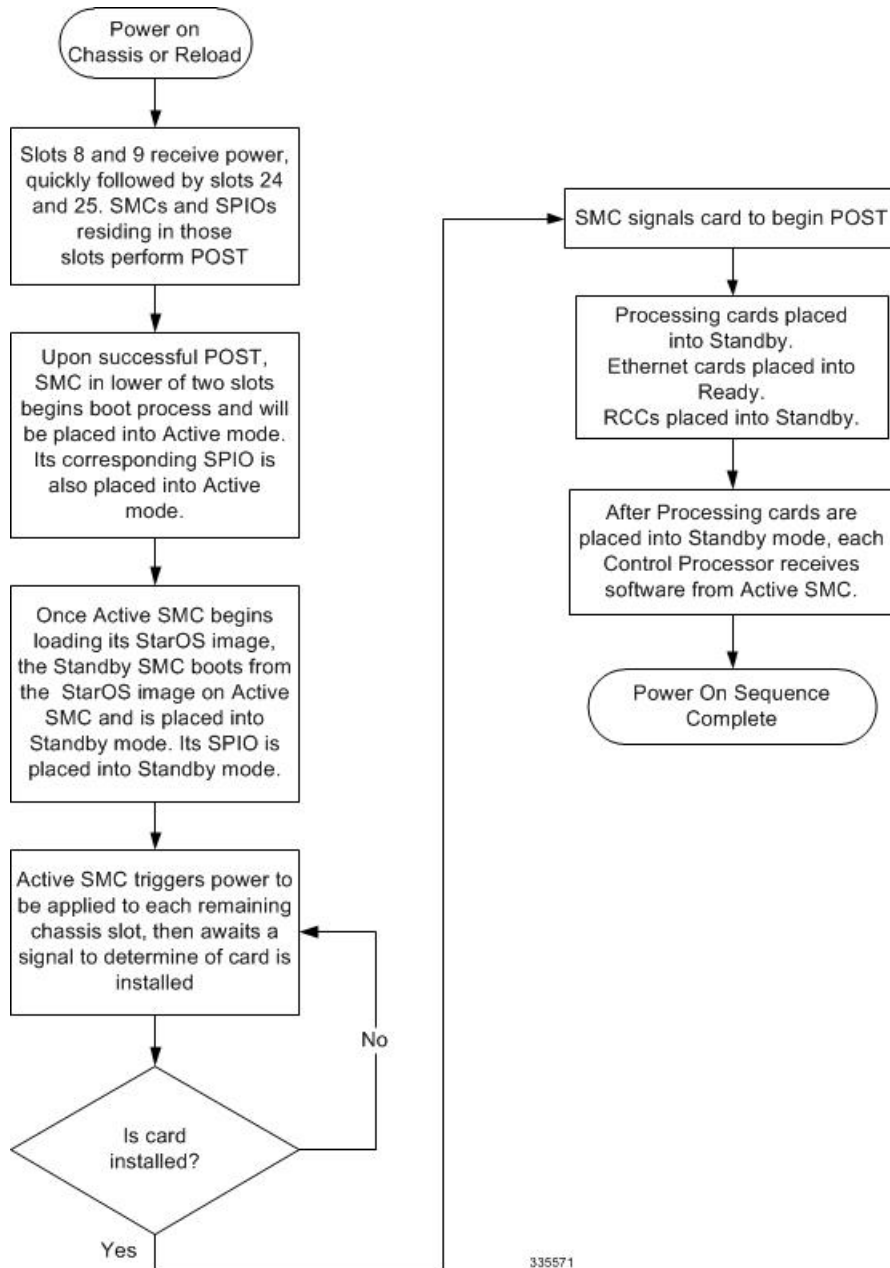 Power on
Chassis or Reload
Slots 8 and 9 receive power,
quickly followed by slots 24
and 25. SMCs and SPIOs
residing in those
slots perform POST
Upon successful POST,
SMC in lower of two slots
begins boot process and will
be placed into Active mode.
Its corresponding SPIO is
also placed into Active
mode.
Once Active SMC begins
loading its StarOS image,
the Standby SMC boots from
the StarOS image on Active
SMC and is placed into
Standby mode. Its SPIO is
placed into Standby mode.
Active SMC triggers power to
be applied to each remaining
chassis slot, then awaits a
signal to determine of card is
installed
No
Is card
installed?
Yes
SMC signals card to begin POST
Processing cards placed
into Standby.
Ethernet cards placed into
Ready.
RCCs placed into Standby.
After Processing cards are
placed into Standby mode, each
Control Processor receives
software from Active SMC.
Power On Sequence
Complete
335571